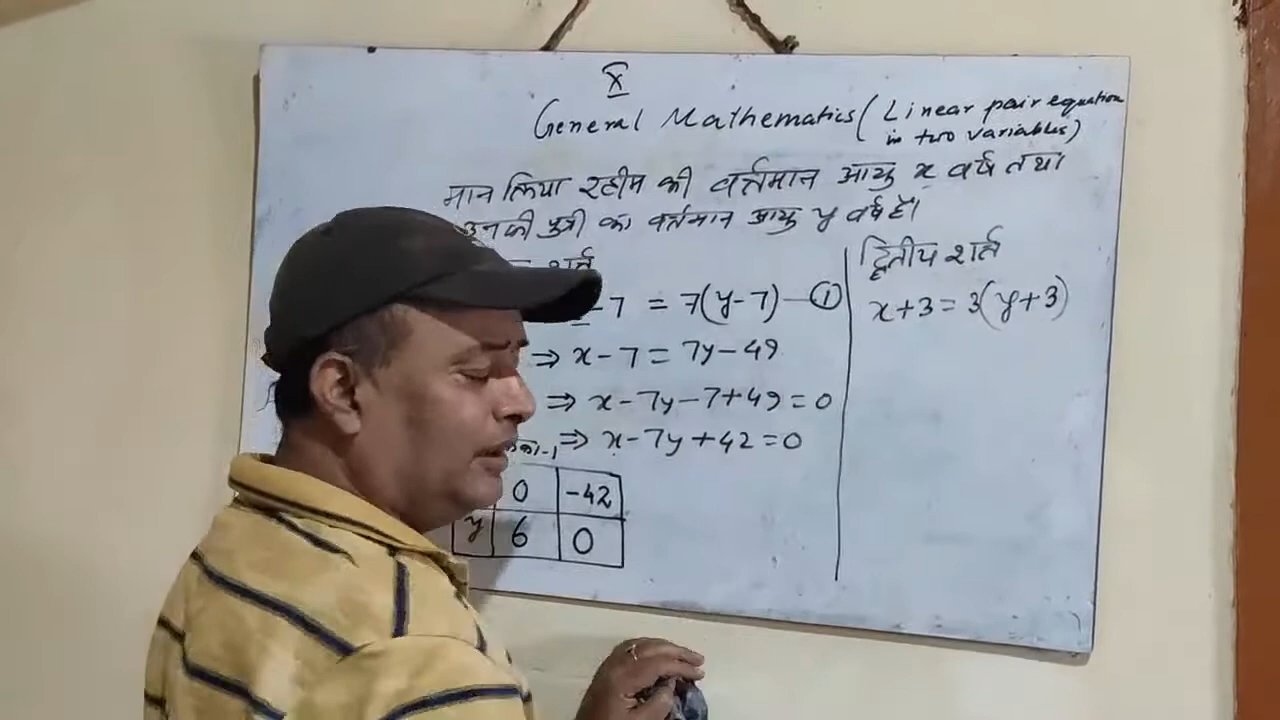 X
General Mathematics (Linear pair equation
in two variables)
मान लिया रहीम की वर्त्तमान आयु x वर्ष तथा
उनकी पुत्री का वर्तमान आयु y वर्ष है।
शर्त
-7 = 7(y-7) — ①
⇒ x-7 = 7y-49
⇒ x-7y-7+49=0
⇒ x-7y+42=0
0 -42
y 6 0
द्वितीय शर्त
x+3=3(y+3)